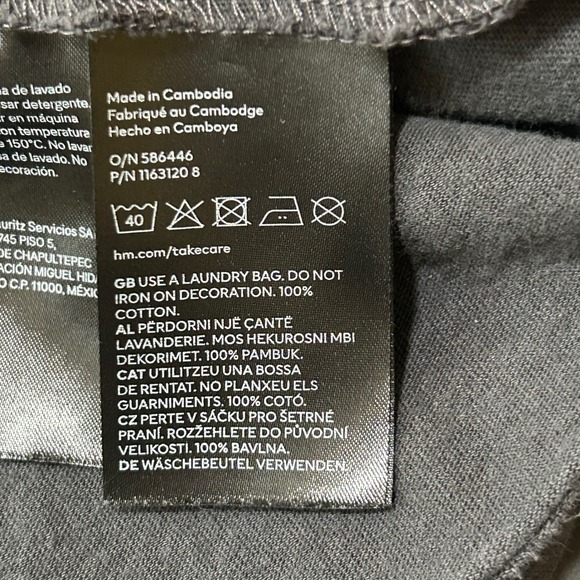 a de lavado
sar detergente.
r en máquina
on temperatura
e 150°C. No lavar
sa de lavado. No
ecoración.
uritz Servicios SA
745 PISO 5,
DE CHAPULTEPEC
ACIÓN MIGUEL HID
O C.P. 11000, MÉXIC
Made in Cambodia
Fabriqué au Cambodge
Hecho en Camboya
O/N 586446
P/N 1163120 8
40
hm.com/takecare
GB USE A LAUNDRY BAG. DO NOT
IRON ON DECORATION. 100%
COTTON.
AL PËRDORNI NJË ÇANTË
LAVANDERIE. MOS HEKUROSNI MBI
DEKORIMET. 100% PAMBUK.
CAT UTILITZEU UNA BOSSA
DE RENTAT. NO PLANXEU ELS
GUARNIMENTS. 100% COTÓ.
CZ PERTE V SÁČKU PRO ŠETRNÉ
PRANÍ. ROZŽEHLETE DO PŮVODNÍ
VELIKOSTI. 100% BAVLNA.
DE WÄSCHEBEUTEL VERWENDEN.